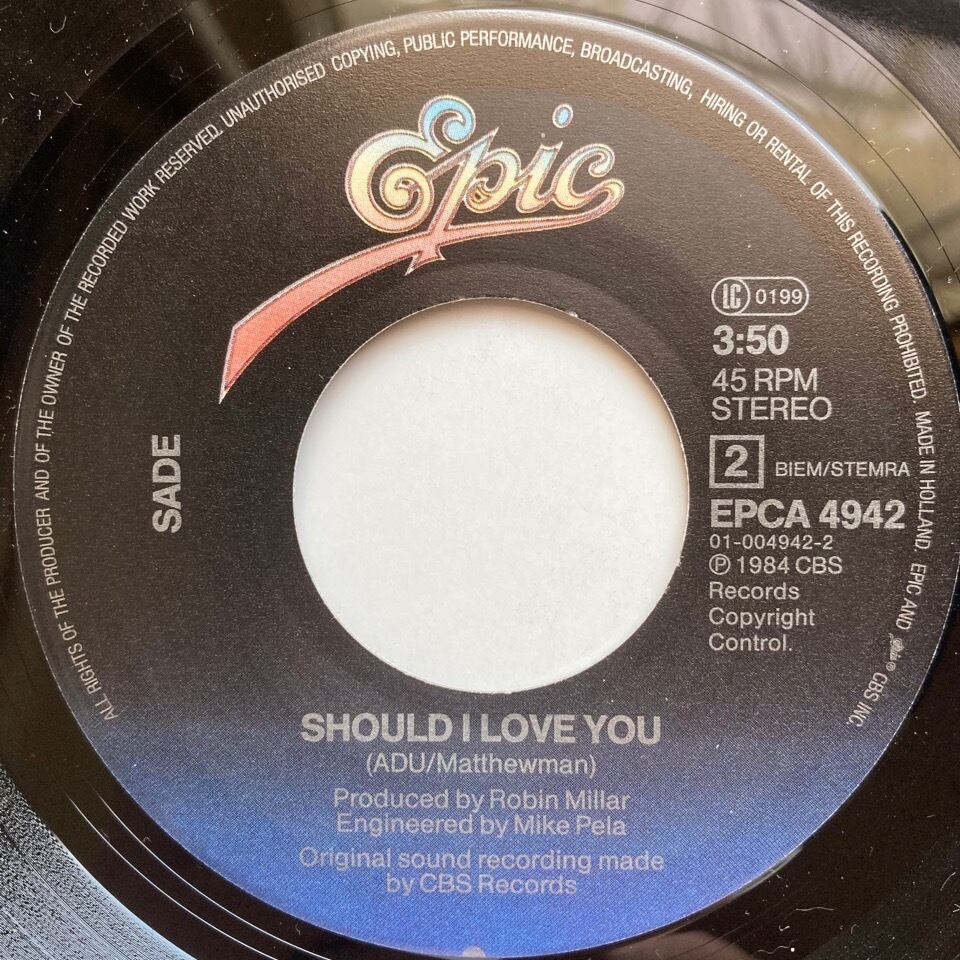 ALL RIGHTS OF THE PRODUCER AND OF THE OWNER OF THE RECORDED WORK RESERVED. UNAUTHORISED COPYING, PUBLIC PERFORMANCE, BROADCASTING, HIRING OR RENTAL OF THIS RECORDING PROHIBITED MADE IN HOLLAND, EPIC AND Epic ® CBS INC.
Epic
LC 0199
3:50
45 RPM
STEREO
2 BIEM/STEMRA
EPCA 4942
01-004942-2
℗ 1984 CBS
Records
Copyright
Control.
SADE
SHOULD I LOVE YOU
(ADU/Matthewman)
Produced by Robin Millar
Engineered by Mike Pela
Original sound recording made
by CBS Records